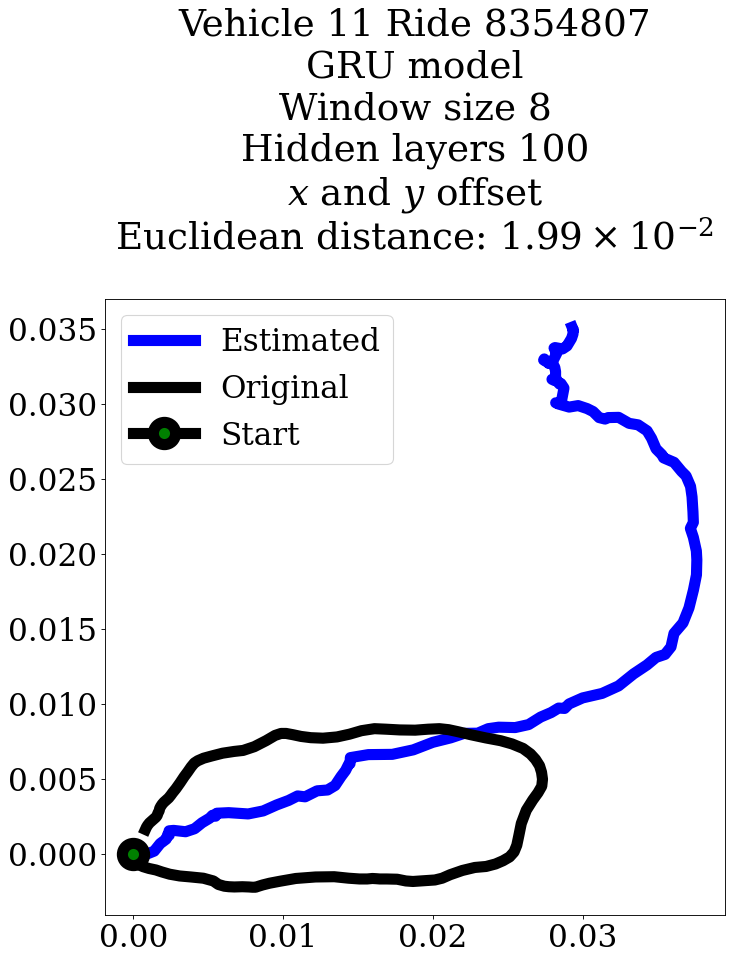 Vehicle 11 Ride 8354807
GRU model
Window size 8
Hidden layers 100
x and y offset
Euclidean distance: 1.99 × 10⁻²
Estimated
Original
Start
0.035
0.030
0.025
0.020
0.015
0.010
0.005
0.000
0.00 0.01 0.02 0.03